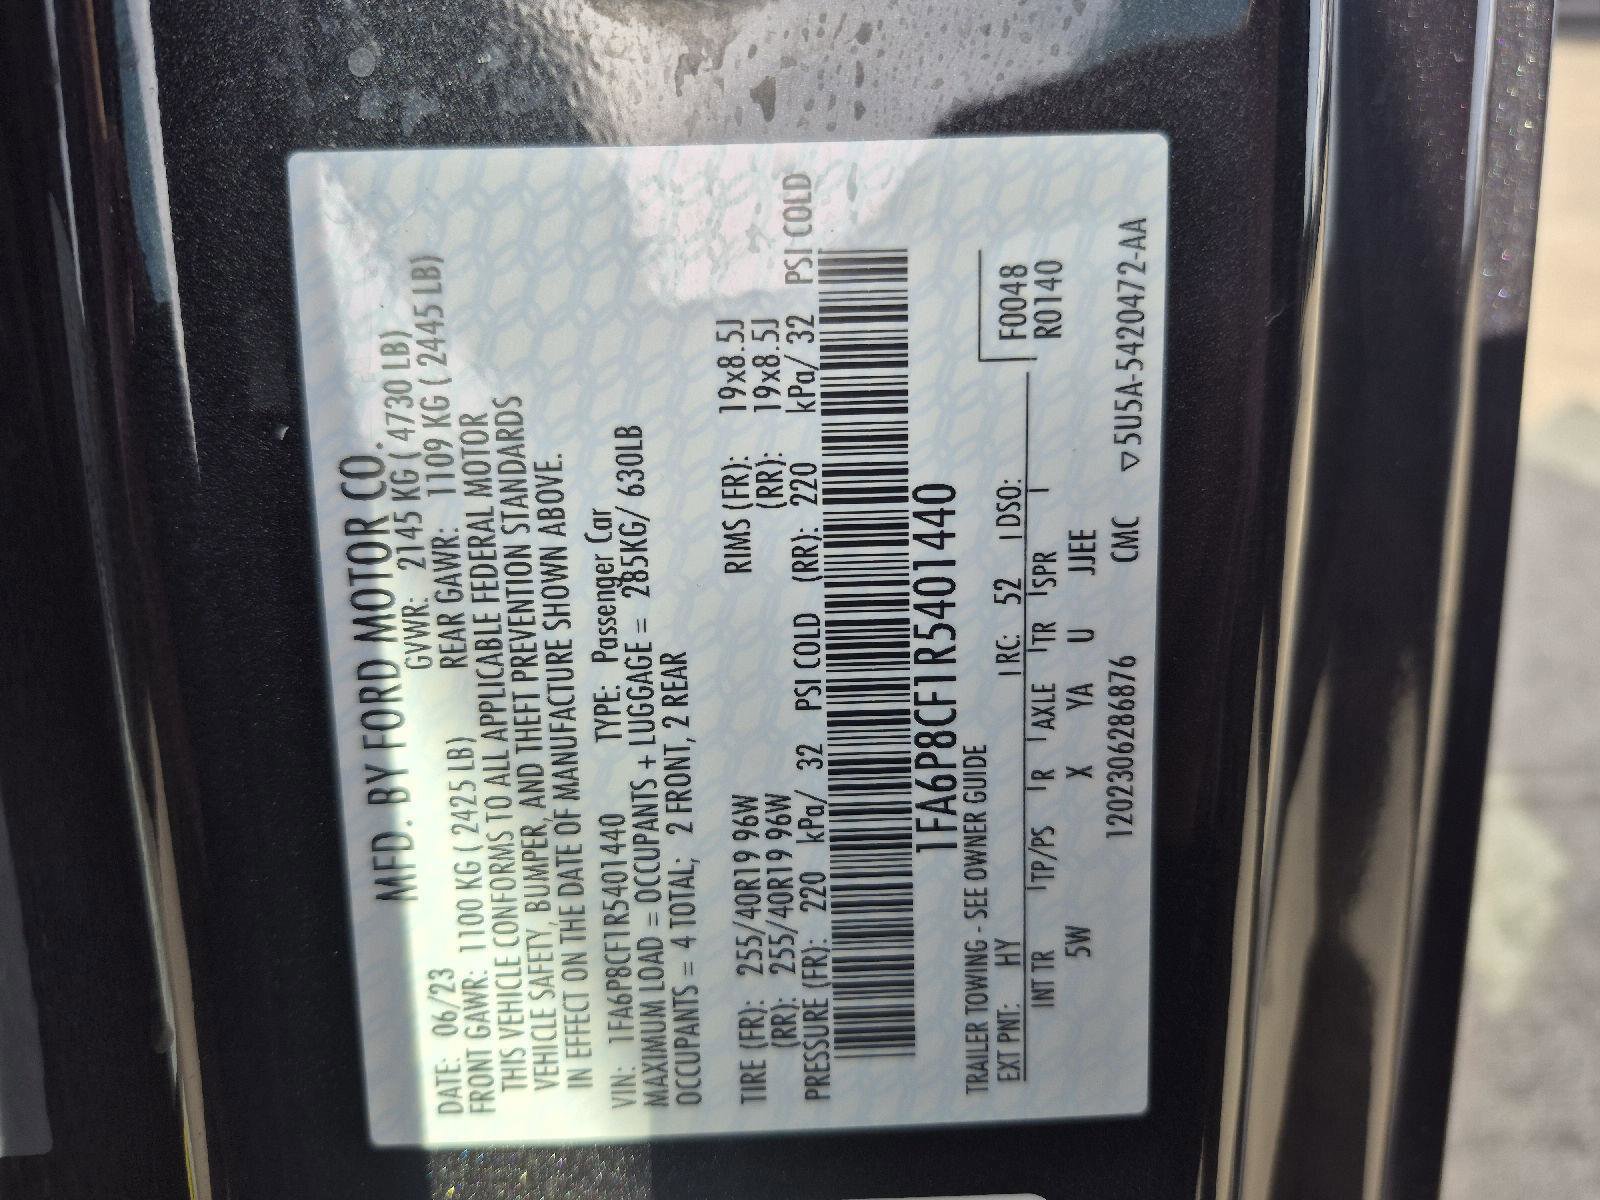 MFD. BY FORD MOTOR CO.
DATE: 06/23 GVWR: 2145 KG ( 4730 LB)
FRONT GAWR: 1100 KG ( 2425 LB) REAR GAWR: 1109 KG ( 2445 LB)
THIS VEHICLE CONFORMS TO ALL APPLICABLE FEDERAL MOTOR
VEHICLE SAFETY, BUMPER, AND THEFT PREVENTION STANDARDS
IN EFFECT ON THE DATE OF MANUFACTURE SHOWN ABOVE.
VIN: 1FA6P8CF1R5401440 TYPE: Passenger Car
MAXIMUM LOAD = OCCUPANTS + LUGGAGE = 285KG/ 630LB
OCCUPANTS = 4 TOTAL; 2 FRONT, 2 REAR
TIRE (FR): 255/40R19 96W RIMS (FR): 19x8.5J
(RR): 255/40R19 96W (RR): 19x8.5J
PRESSURE (FR): 220 kPa/ 32 PSI COLD (RR): 220 kPa/ 32 PSI COLD
1FA6P8CF1R5401440
TRAILER TOWING - SEE OWNER GUIDE
EXT PNT: HY RC: 52 DSO: F0048
INT TR TP/PS R AXLE TR SPR R0140
5W X YA U JJEE
1202306286876 CMC ▽5U5A-5420472-AA